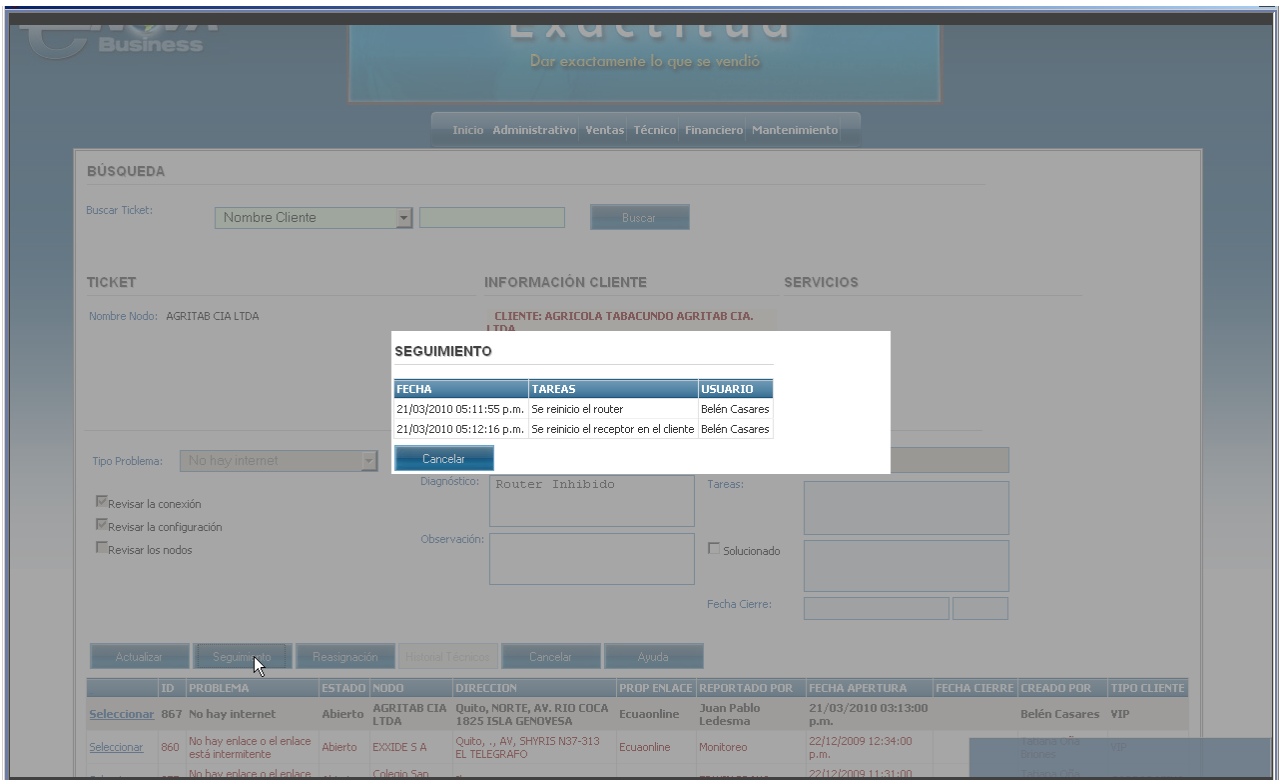 Business
Exactitud
Dar exactamente lo que se vendió
Inicio Administrativo Ventas Técnico Financiero Mantenimiento
BÚSQUEDA
Buscar Ticket: Nombre Cliente Buscar
TICKET INFORMACIÓN CLIENTE SERVICIOS
Nombre Nodo: AGRITAB CIA LTDA CLIENTE: AGRICOLA TABACUNDO AGRITAB CIA.
LTDA
SEGUIMIENTO
FECHA TAREAS USUARIO
21/03/2010 05:11:55 p.m. Se reinicio el router Belén Casares
21/03/2010 05:12:16 p.m. Se reinicio el receptor en el cliente Belén Casares
Cancelar
Tipo Problema: No hay internet
Diagnóstico: Router Inhibido Tareas:
Revisar la conexión
Revisar la configuración
Revisar los nodos
Observación: Solucionado
Fecha Cierre:
Actualizar Seguimiento Reasignación Historial Técnicos Cancelar Ayuda
ID PROBLEMA ESTADO NODO DIRECCION PROP ENLACE REPORTADO POR FECHA APERTURA FECHA CIERRE CREADO POR TIPO CLIENTE
Seleccionar 867 No hay internet Abierto AGRITAB CIA LTDA Quito, NORTE, AV. RIO COCA 1825 ISLA GENOVESA Ecuaonline Juan Pablo Ledesma 21/03/2010 03:13:00 p.m. Belén Casares VIP
Seleccionar 860 No hay enlace o el enlace está intermitente Abierto EXXIDE S A Quito, ., AV, SHYRIS N37-313 EL TELEGRAFO Ecuaonline Monitoreo 22/12/2009 12:34:00 p.m. VIP
No hay enlace o el enlace Colegio San 22/12/2009 11:31:00